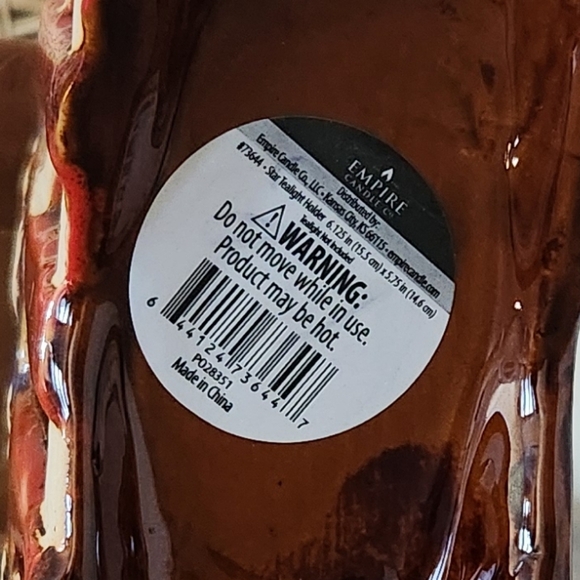 EMPIRE
CANDLE CO.
Distributed by:
Empire Candle Co., LLC • Kansas City, KS 66115 • empirecandle.com
#73644 • Star Tealight Holder 6.125 in (15.5 cm) x 5.75 in (14.6 cm)
Tealight Not Included
WARNING:
Do not move while in use.
Product may be hot.
6 44124 73644 7
PO28351
Made in China